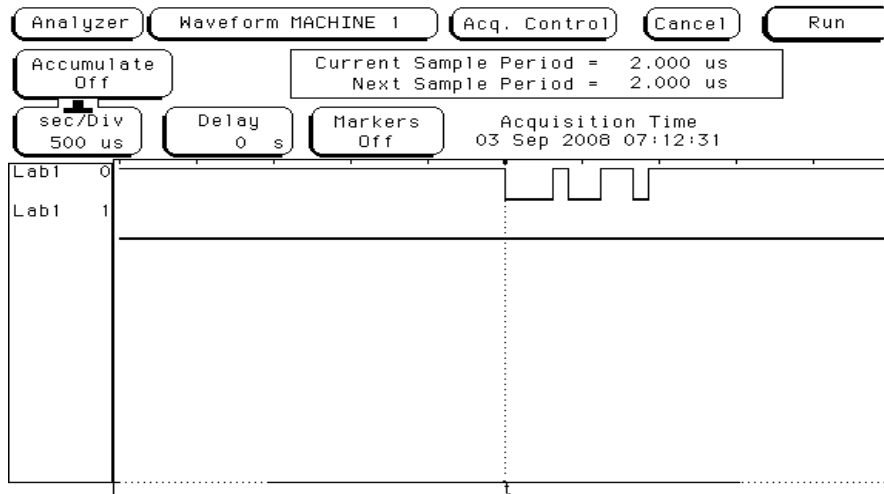 Analyzer Waveform MACHINE 1 Acq. Control Cancel Run
Accumulate
Off
Current Sample Period = 2.000 us
Next Sample Period = 2.000 us
sec/Div
500 us
Delay
0 s
Markers
Off
Acquisition Time
03 Sep 2008 07:12:31
Lab1 0
Lab1 1
t